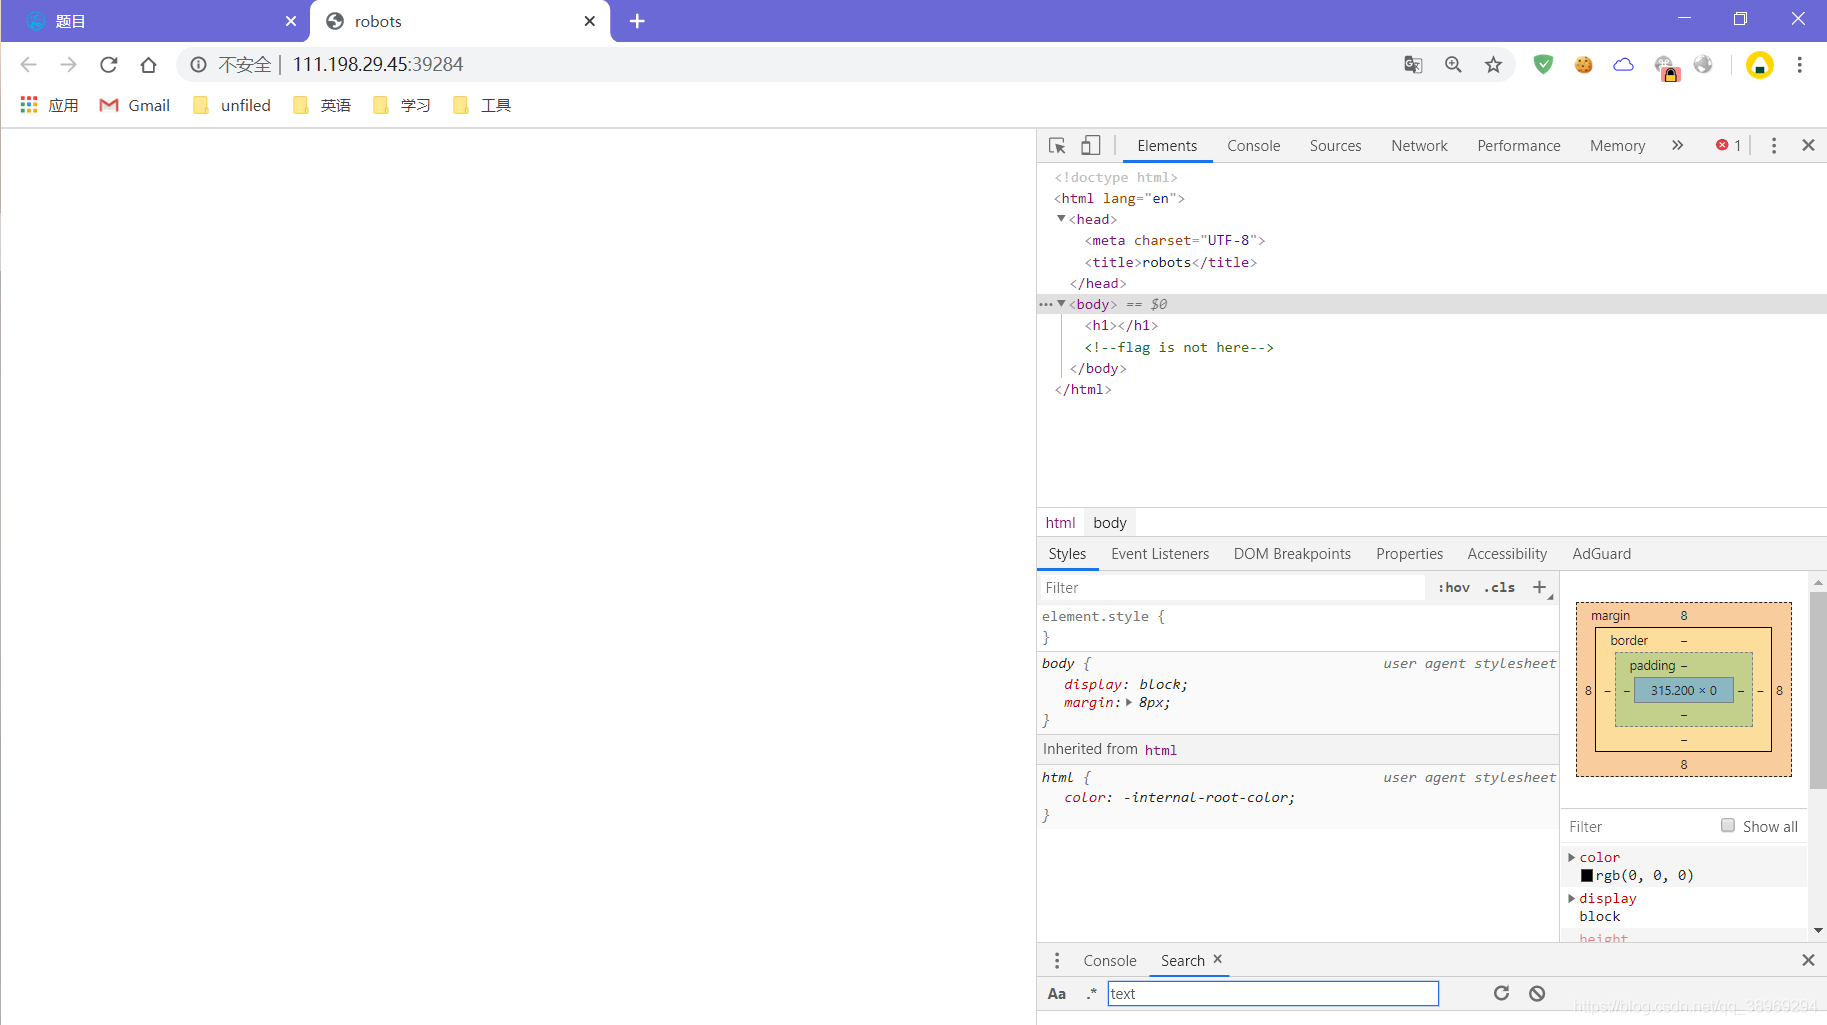 题目
robots
不安全 | 111.198.29.45:39284
应用 Gmail unfiled 英语 学习 工具
Elements Console Sources Network Performance Memory » 1
<!doctype html>
<html lang="en">
<head>
<meta charset="UTF-8">
<title>robots</title>
</head>
<body> == $0
<h1></h1>
<!--flag is not here-->
</body>
</html>
html body
Styles Event Listeners DOM Breakpoints Properties Accessibility AdGuard
Filter :hov .cls +
element.style {
}
body { user agent stylesheet
display: block;
margin: 8px;
}
Inherited from html
html { user agent stylesheet
color: -internal-root-color;
}
margin 8
border –
padding –
8 – – 315.200 × 0 – – 8
–
–
8
Filter Show all
color
rgb(0, 0, 0)
display
block
height
Console Search ×
Aa .* text
https://blog.csdn.net/qq_38969294